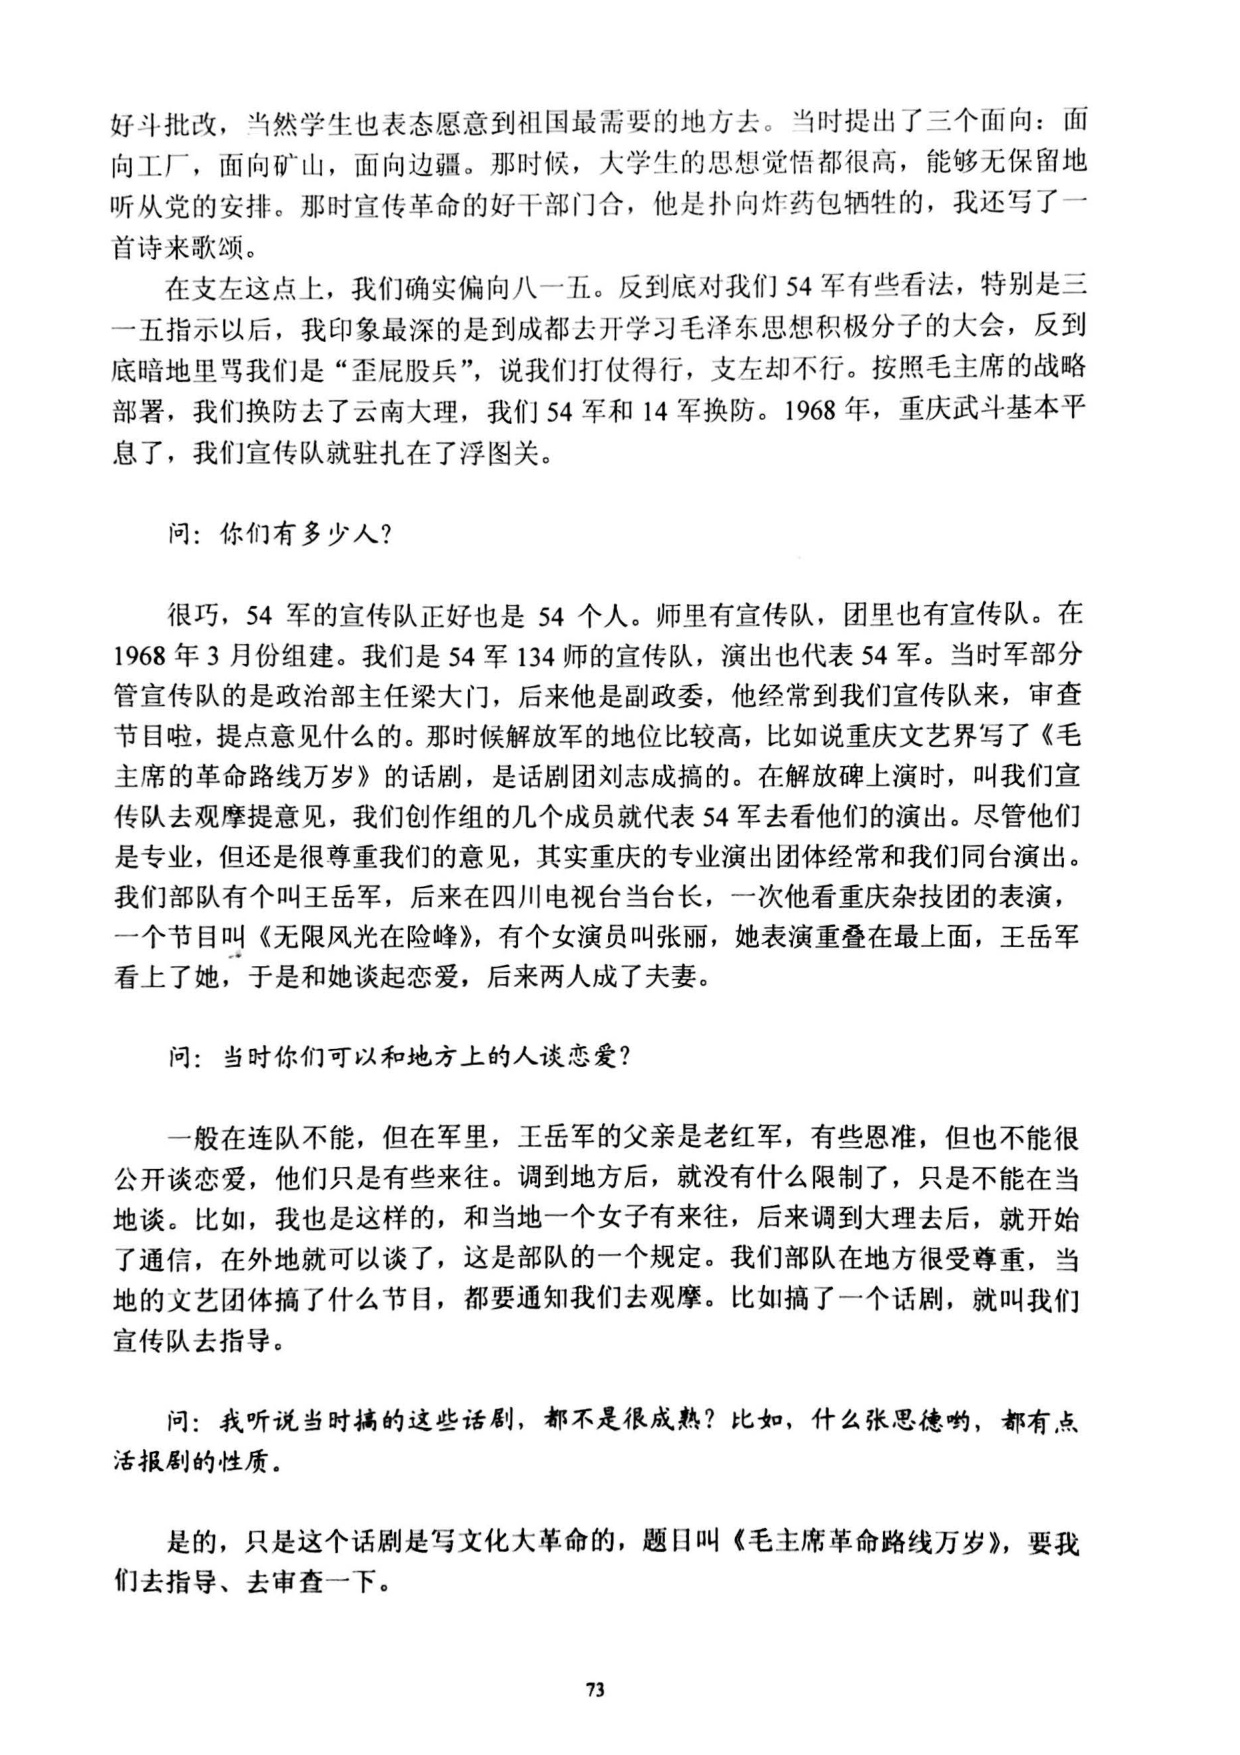 好斗批改，当然学生也表态愿意到祖国最需要的地方去。当时提出了三个面向：面
向工厂，面向矿山，面向边疆。那时候，大学生的思想觉悟都很高，能够无保留地
听从党的安排。那时宣传革命的好干部门合，他是扑向炸药包牺牲的，我还写了一
首诗来歌颂。
在支左这点上，我们确实偏向八一五。反到底对我们 54 军有些看法，特别是三
一五指示以后，我印象最深的是到成都去开学习毛泽东思想积极分子的大会，反到
底暗地里骂我们是“歪屁股兵”，说我们打仗得行，支左却不行。按照毛主席的战略
部署，我们换防去了云南大理，我们 54 军和 14 军换防。1968 年，重庆武斗基本平
息了，我们宣传队就驻扎在了浮图关。
问：你们有多少人？
很巧，54 军的宣传队正好也是 54 个人。师里有宣传队，团里也有宣传队。在
1968 年 3 月份组建。我们是 54 军 134 师的宣传队，演出也代表 54 军。当时军部分
管宣传队的是政治部主任梁大门，后来他是副政委，他经常到我们宣传队来，审查
节目啦，提点意见什么的。那时候解放军的地位比较高，比如说重庆文艺界写了《毛
主席的革命路线万岁》的话剧，是话剧团刘志成搞的。在解放碑上演时，叫我们宣
传队去观摩提意见，我们创作组的几个成员就代表 54 军去看他们的演出。尽管他们
是专业，但还是很尊重我们的意见，其实重庆的专业演出团体经常和我们同台演出。
我们部队有个叫王岳军，后来在四川电视台当台长，一次他看重庆杂技团的表演，
一个节目叫《无限风光在险峰》，有个女演员叫张丽，她表演重叠在最上面，王岳军
看上了她，于是和她谈起恋爱，后来两人成了夫妻。
问：当时你们可以和地方上的人谈恋爱？
一般在连队不能，但在军里，王岳军的父亲是老红军，有些恩准，但也不能很
公开谈恋爱，他们只是有些来往。调到地方后，就没有什么限制了，只是不能在当
地谈。比如，我也是这样的，和当地一个女子有来往，后来调到大理去后，就开始
了通信，在外地就可以谈了，这是部队的一个规定。我们部队在地方很受尊重，当
地的文艺团体搞了什么节目，都要通知我们去观摩。比如搞了一个话剧，就叫我们
宣传队去指导。
问：我听说当时搞的这些话剧，都不是很成熟？比如，什么张思德哟，都有点
活报剧的性质。
是的，只是这个话剧是写文化大革命的，题目叫《毛主席革命路线万岁》，要我
们去指导、去审查一下。
73